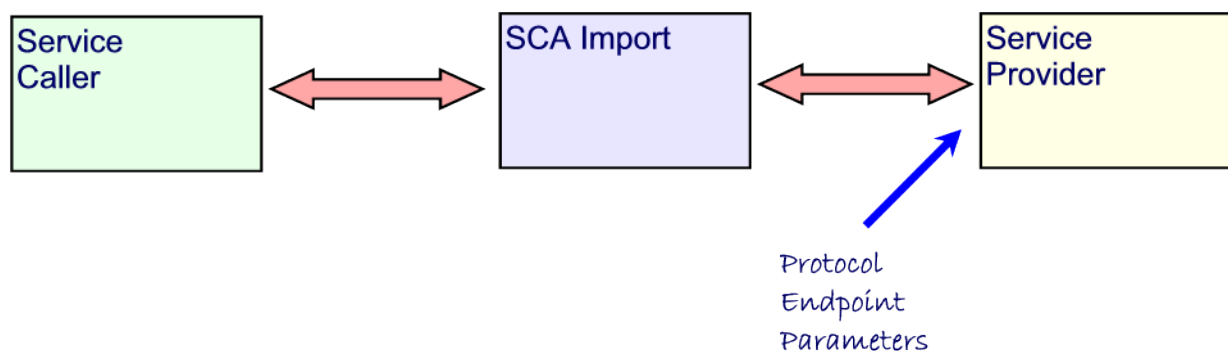 Service
Caller
SCA Import
Service
Provider
Protocol
Endpoint
Parameters